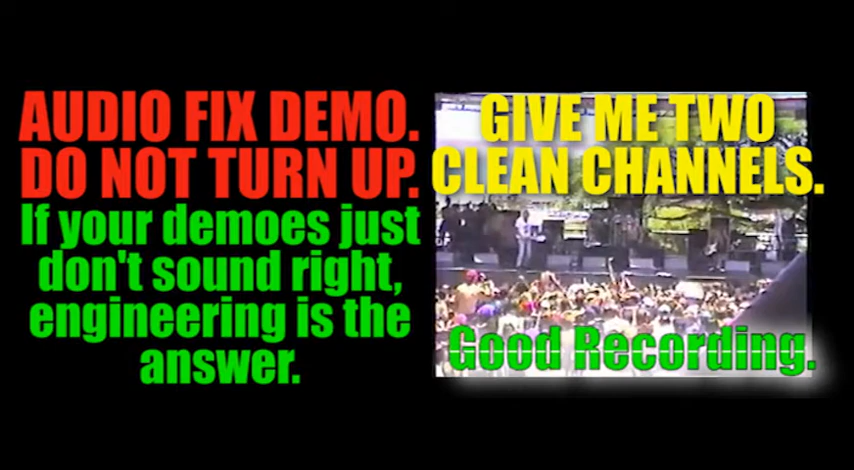 AUDIO FIX DEMO.
DO NOT TURN UP.
If your demoes just
don't sound right,
engineering is the
answer.
GIVE ME TWO
CLEAN CHANNELS.
Good Recording.